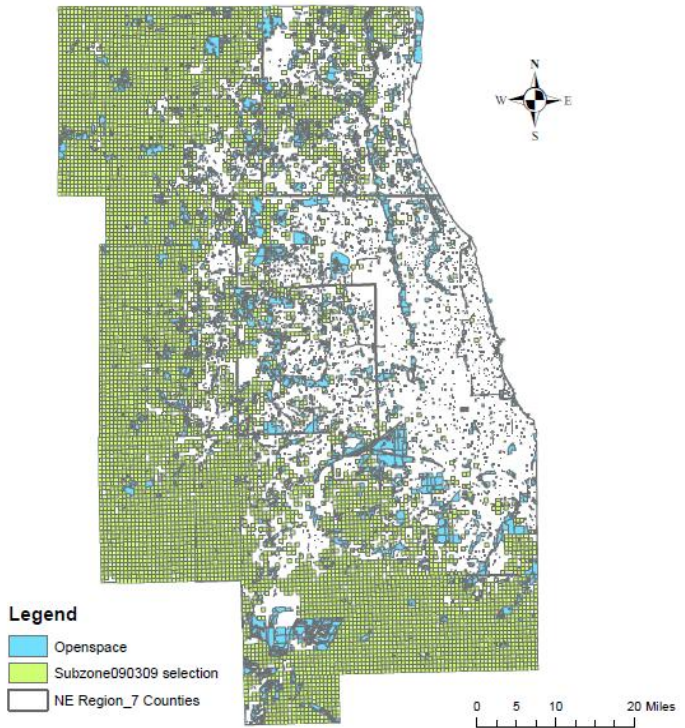 N
W E
S
Legend
Openspace
Subzone090309 selection
NE Region_7 Counties
0 5 10 20 Miles